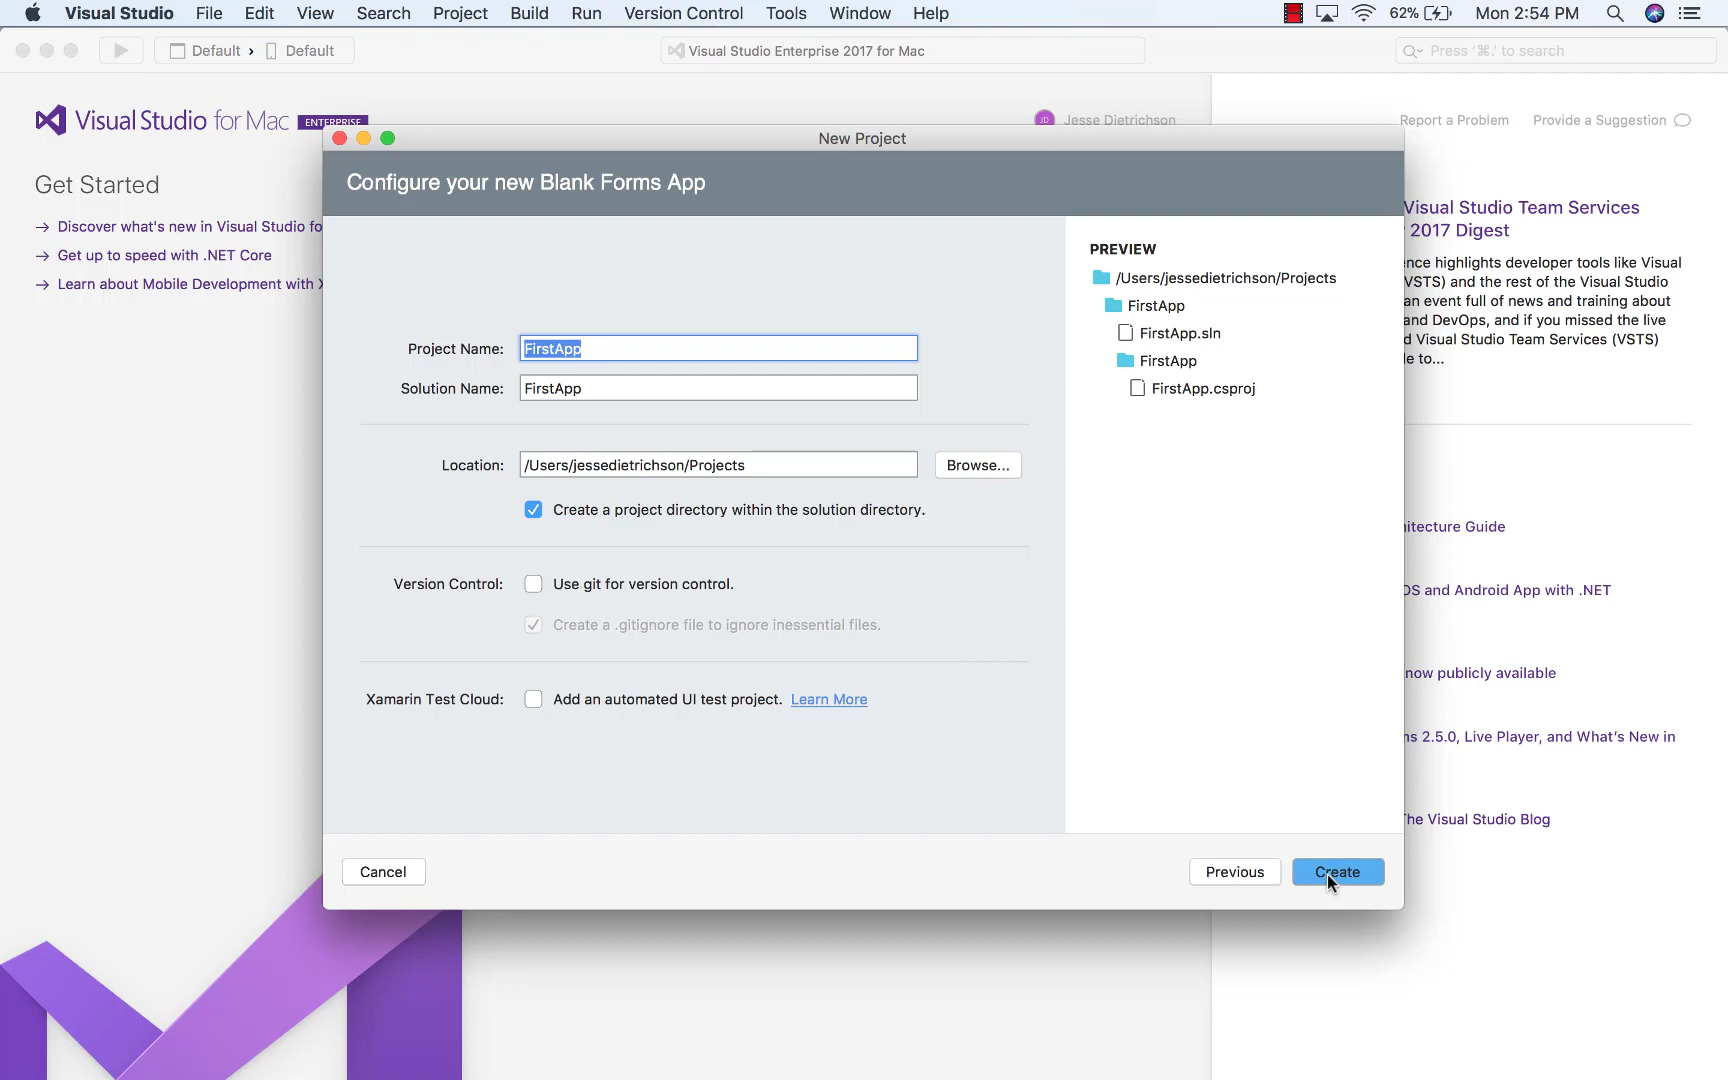 Visual Studio File Edit View Search Project Build Run Version Control Tools Window Help 62% Mon 2:54 PM
Default › Default
Visual Studio Enterprise 2017 for Mac
Press '⌘.' to search
Visual Studio for Mac ENTERPRISE
JD Jesse Dietrichson
Report a Problem Provide a Suggestion
New Project
Configure your new Blank Forms App
Get Started
→ Discover what's new in Visual Studio fo
→ Get up to speed with .NET Core
→ Learn about Mobile Development with
Project Name: FirstApp
Solution Name: FirstApp
Location: /Users/jessedietrichson/Projects Browse...
Create a project directory within the solution directory.
Version Control: Use git for version control.
Create a .gitignore file to ignore inessential files.
Xamarin Test Cloud: Add an automated UI test project. Learn More
PREVIEW
/Users/jessedietrichson/Projects
FirstApp
FirstApp.sln
FirstApp
FirstApp.csproj
Cancel Previous Create
Visual Studio Team Services
2017 Digest
nce highlights developer tools like Visual
VSTS) and the rest of the Visual Studio
an event full of news and training about
and DevOps, and if you missed the live
d Visual Studio Team Services (VSTS)
le to...
itecture Guide
OS and Android App with .NET
now publicly available
ns 2.5.0, Live Player, and What's New in
The Visual Studio Blog